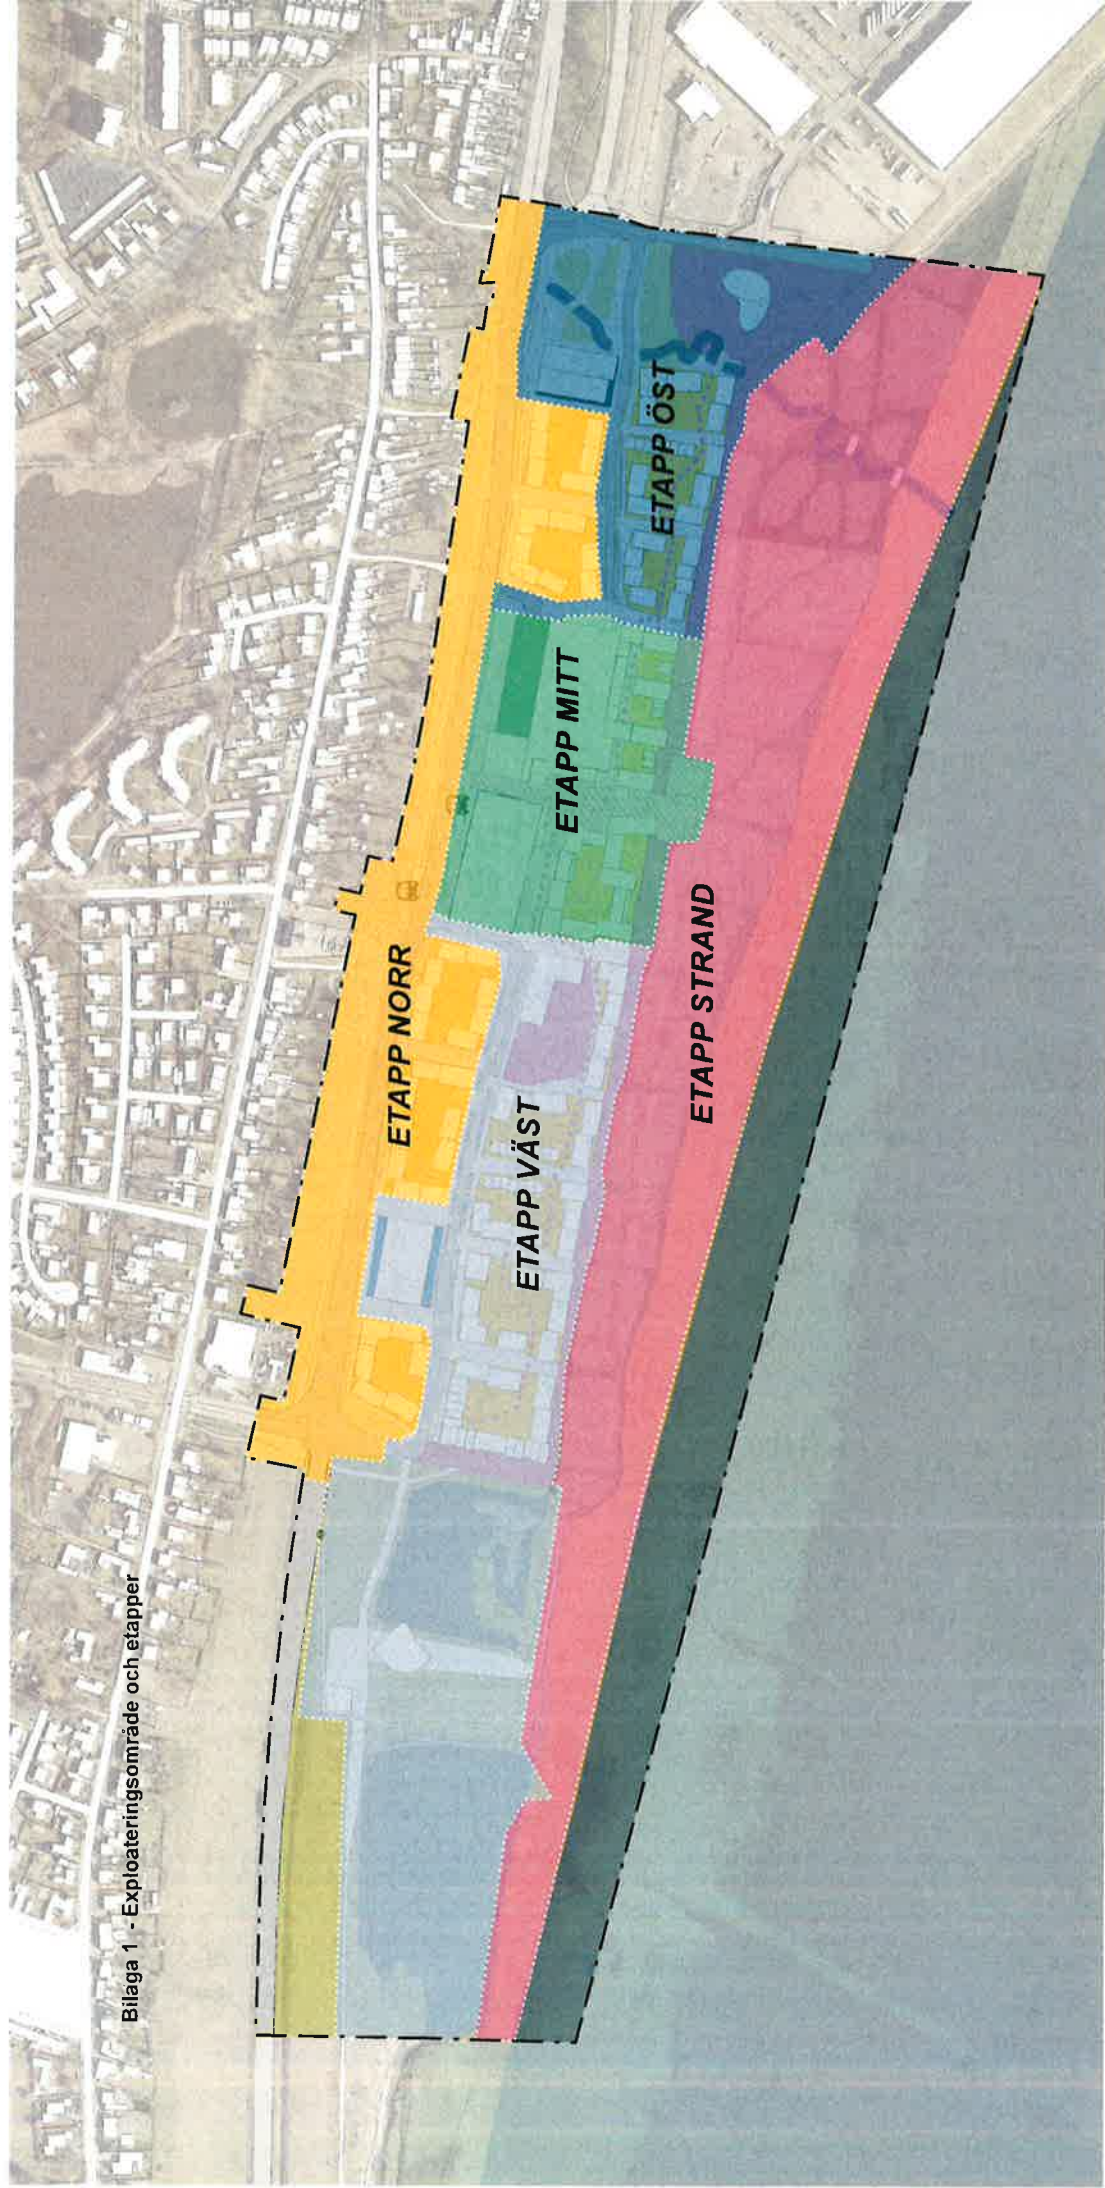 Bilaga 1 - Exploateringsområde och etapper
ETAPP NORR
ETAPP VÄST
ETAPP MITT
ETAPP ÖST
ETAPP STRAND